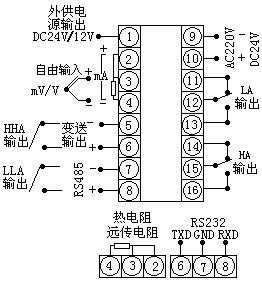 外供电
源输出
DC24V/12V
自由输入
mV/V
mA
+
-
+
-
HHA
输出
变送
输出
-
+
LLA
输出
RS485
-
+
1
2
3
4
5
6
7
8
9
10
11
12
13
14
15
16
AC220V
-
+
DC24V
LA
输出
HA
输出
热电阻
远传电阻
4
3
2
RS232
TXD GND RXD
6
7
8